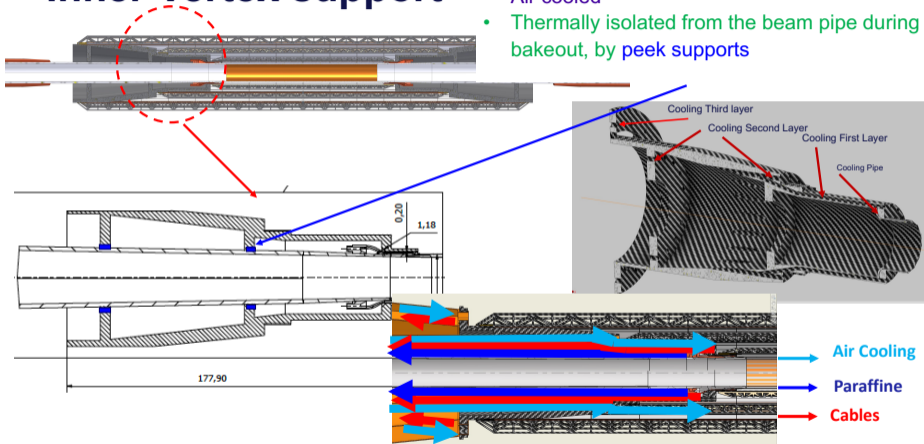 Inner Vertex Support
Air cooled
• Thermally isolated from the beam pipe during
bakeout, by peek supports
Cooling Third layer
Cooling Second Layer
Cooling First Layer
Cooling Pipe
0,20
1,18
177,90
Air Cooling
Paraffine
Cables